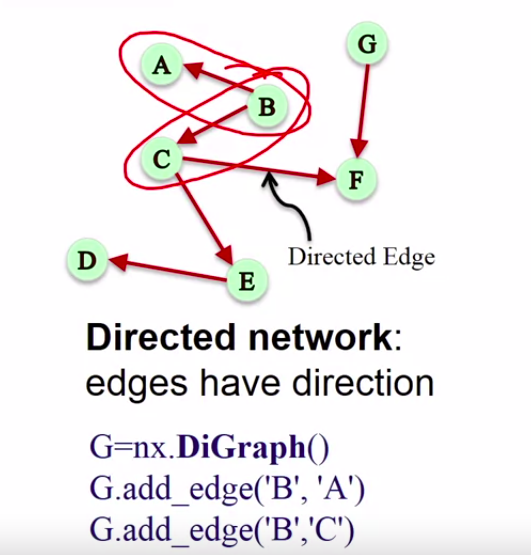 G
A
B
C
F
Directed Edge
D
E
Directed network:
edges have direction
G=nx.DiGraph()
G.add_edge('B', 'A')
G.add_edge('B','C')